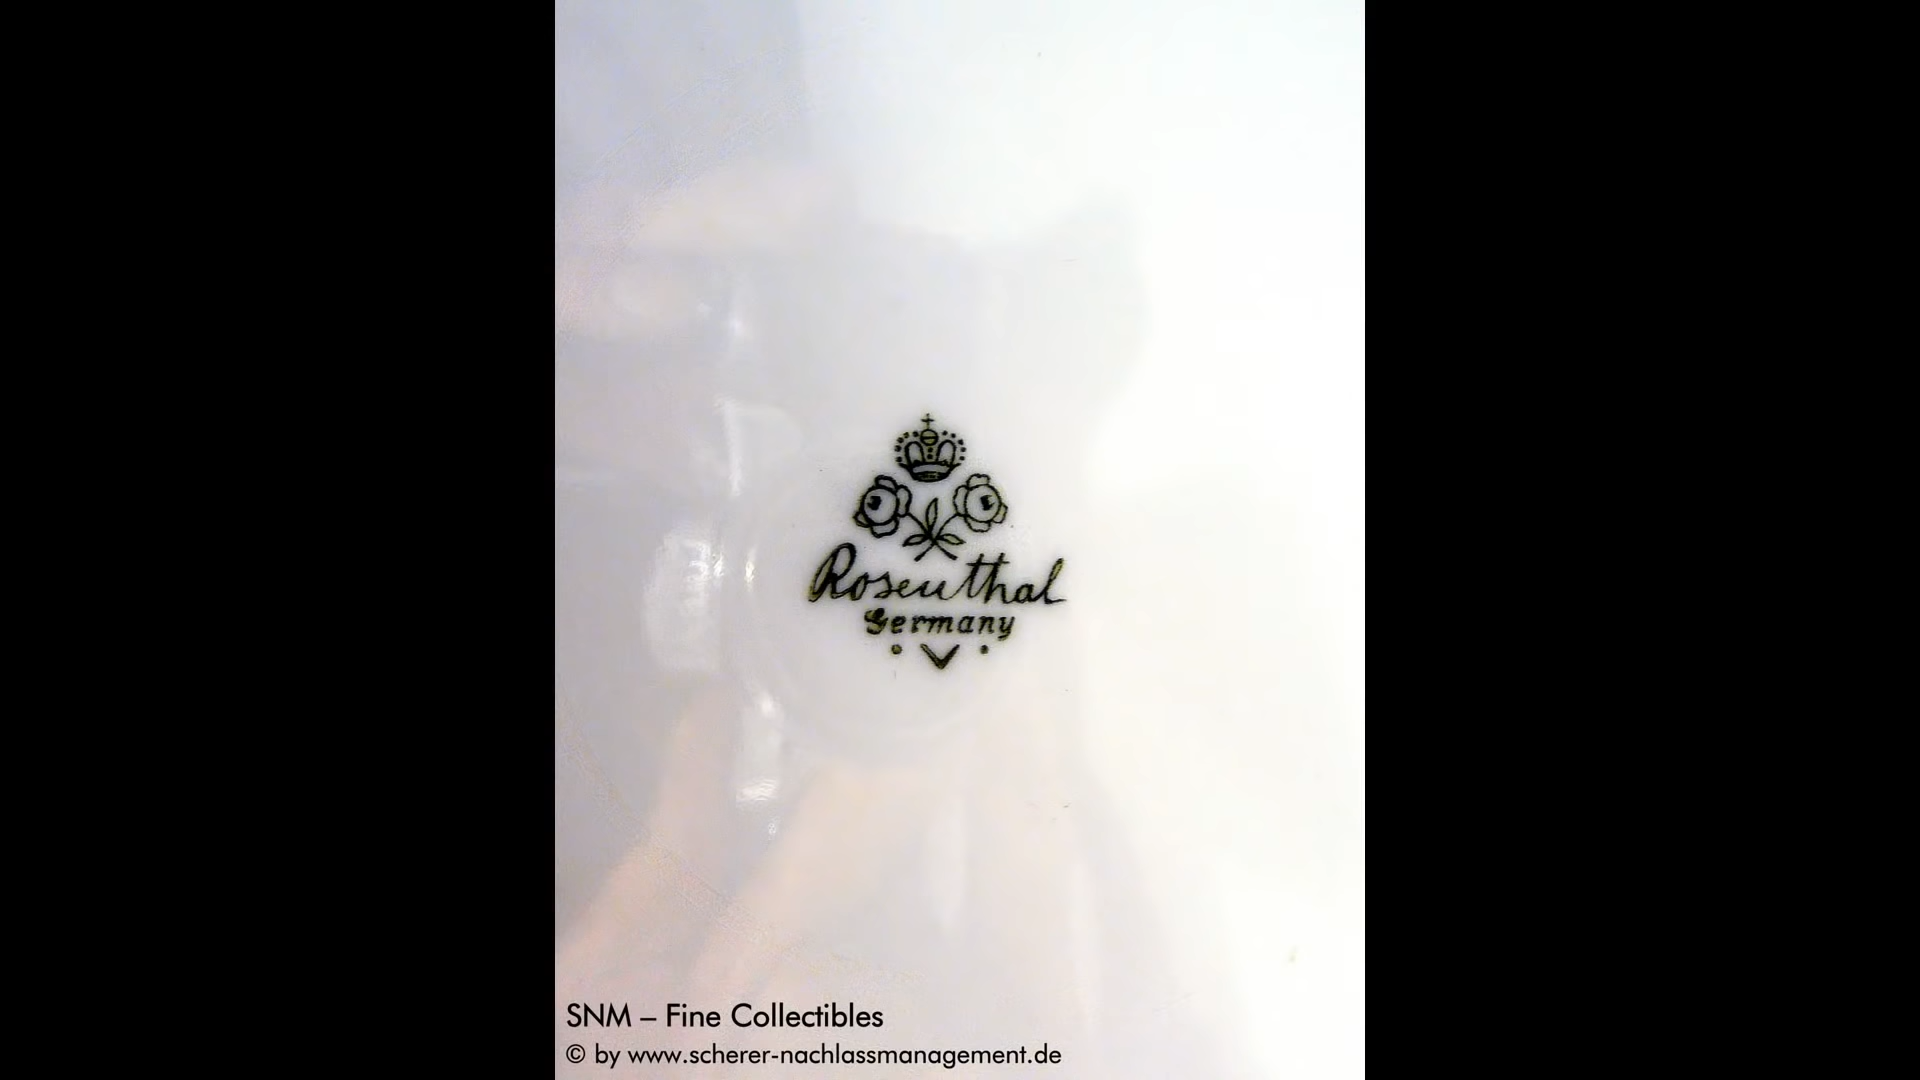 Rosenthal
Germany
SNM – Fine Collectibles
© by www.scherer-nachlassmanagement.de